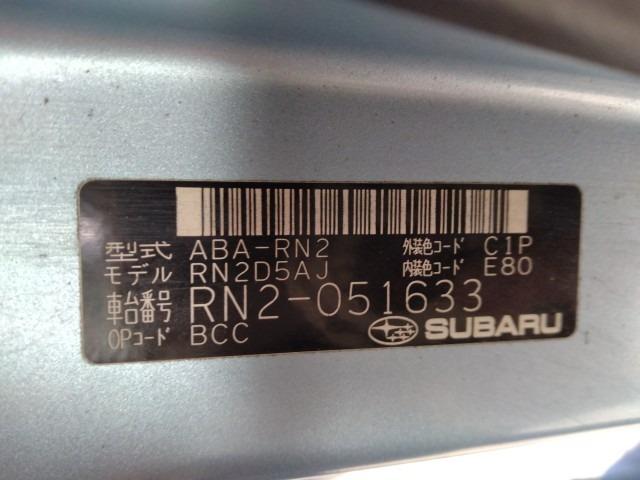 型式 ABA-RN2 外装色コード C1P
モデル RN2D5AJ 内装色コード E80
車台番号 RN2-051633
OPコード BCC SUBARU